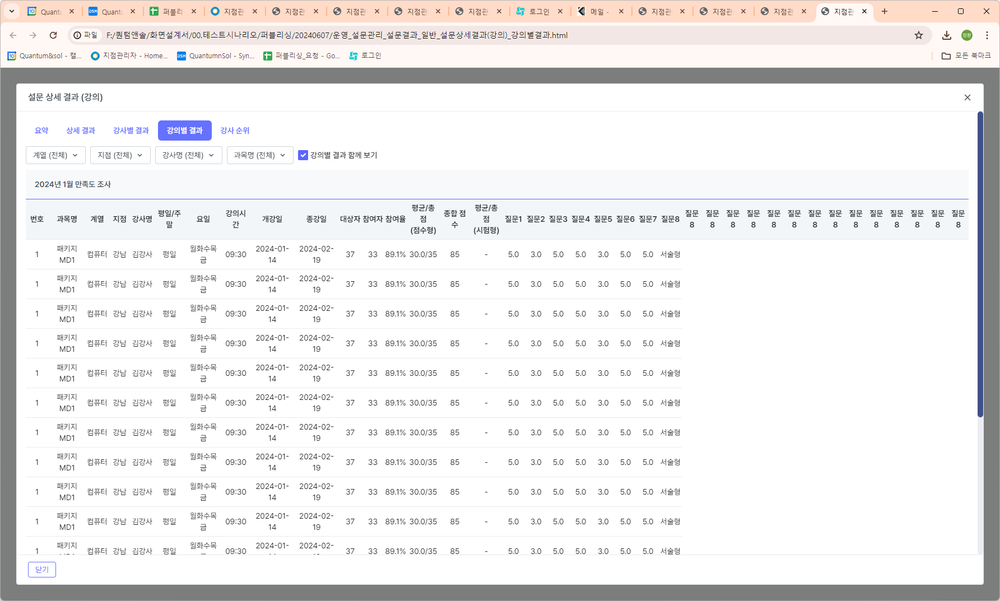 Quantu
Quantu
퍼블리
지점관
지점관
지점관
지점관
지점관
로그인
메일 -
지점관
지점관
지점관
지점관
파일 F:/퀀텀앤솔/화면설계서/00.테스트시나리오/퍼블리싱/20240607/운영_설문관리_설문결과_일반_설문상세결과(강의)_강의별결과.html
정환
Quantum&sol - 캘... 지점관리자 - Home... QuantumnSol - Syn... 퍼블리싱_요청 - Go... 로그인 모든 북마크
설문 상세 결과 (강의)
요약 상세 결과 강사별 결과 강의별 결과 강사 순위
계열 (전체) 지점 (전체) 강사명 (전체) 과목명 (전체) 강의별 결과 함께 보기
2024년 1월 만족도 조사
번호 과목명 계열 지점 강사명 평일/주말 요일 강의시간 개강일 종강일 대상자 참여자 참여율 평균/총점 (점수형) 종합 점수 평균/총점 (시험형) 질문1 질문2 질문3 질문4 질문5 질문6 질문7 질문8 질문8 질문8 질문8 질문8 질문8 질문8 질문8 질문8 질문8 질문8 질문8 질문8 질문8
1 패키지 MD1 컴퓨터 강남 김강사 평일 월화수목금 09:30 2024-01-14 2024-02-19 37 33 89.1% 30.0/35 85 - 5.0 3.0 5.0 5.0 3.0 5.0 5.0 서술형
1 패키지 MD1 컴퓨터 강남 김강사 평일 월화수목금 09:30 2024-01-14 2024-02-19 37 33 89.1% 30.0/35 85 - 5.0 3.0 5.0 5.0 3.0 5.0 5.0 서술형
1 패키지 MD1 컴퓨터 강남 김강사 평일 월화수목금 09:30 2024-01-14 2024-02-19 37 33 89.1% 30.0/35 85 - 5.0 3.0 5.0 5.0 3.0 5.0 5.0 서술형
1 패키지 MD1 컴퓨터 강남 김강사 평일 월화수목금 09:30 2024-01-14 2024-02-19 37 33 89.1% 30.0/35 85 - 5.0 3.0 5.0 5.0 3.0 5.0 5.0 서술형
1 패키지 MD1 컴퓨터 강남 김강사 평일 월화수목금 09:30 2024-01-14 2024-02-19 37 33 89.1% 30.0/35 85 - 5.0 3.0 5.0 5.0 3.0 5.0 5.0 서술형
1 패키지 MD1 컴퓨터 강남 김강사 평일 월화수목금 09:30 2024-01-14 2024-02-19 37 33 89.1% 30.0/35 85 - 5.0 3.0 5.0 5.0 3.0 5.0 5.0 서술형
1 패키지 MD1 컴퓨터 강남 김강사 평일 월화수목금 09:30 2024-01-14 2024-02-19 37 33 89.1% 30.0/35 85 - 5.0 3.0 5.0 5.0 3.0 5.0 5.0 서술형
1 패키지 MD1 컴퓨터 강남 김강사 평일 월화수목금 09:30 2024-01-14 2024-02-19 37 33 89.1% 30.0/35 85 - 5.0 3.0 5.0 5.0 3.0 5.0 5.0 서술형
1 패키지 MD1 컴퓨터 강남 김강사 평일 월화수목금 09:30 2024-01-14 2024-02-19 37 33 89.1% 30.0/35 85 - 5.0 3.0 5.0 5.0 3.0 5.0 5.0 서술형
1 패키지 MD1 컴퓨터 강남 김강사 평일 월화수목금 09:30 2024-01-14 2024-02-19 37 33 89.1% 30.0/35 85 - 5.0 3.0 5.0 5.0 3.0 5.0 5.0 서술형
1 패키지 컴퓨터 강남 김강사 평일 월화수목 09:30 2024-01- 2024-02- 37 33 89.1% 30.0/35 85 - 5.0 3.0 5.0 5.0 3.0 5.0 5.0 서술형
닫기